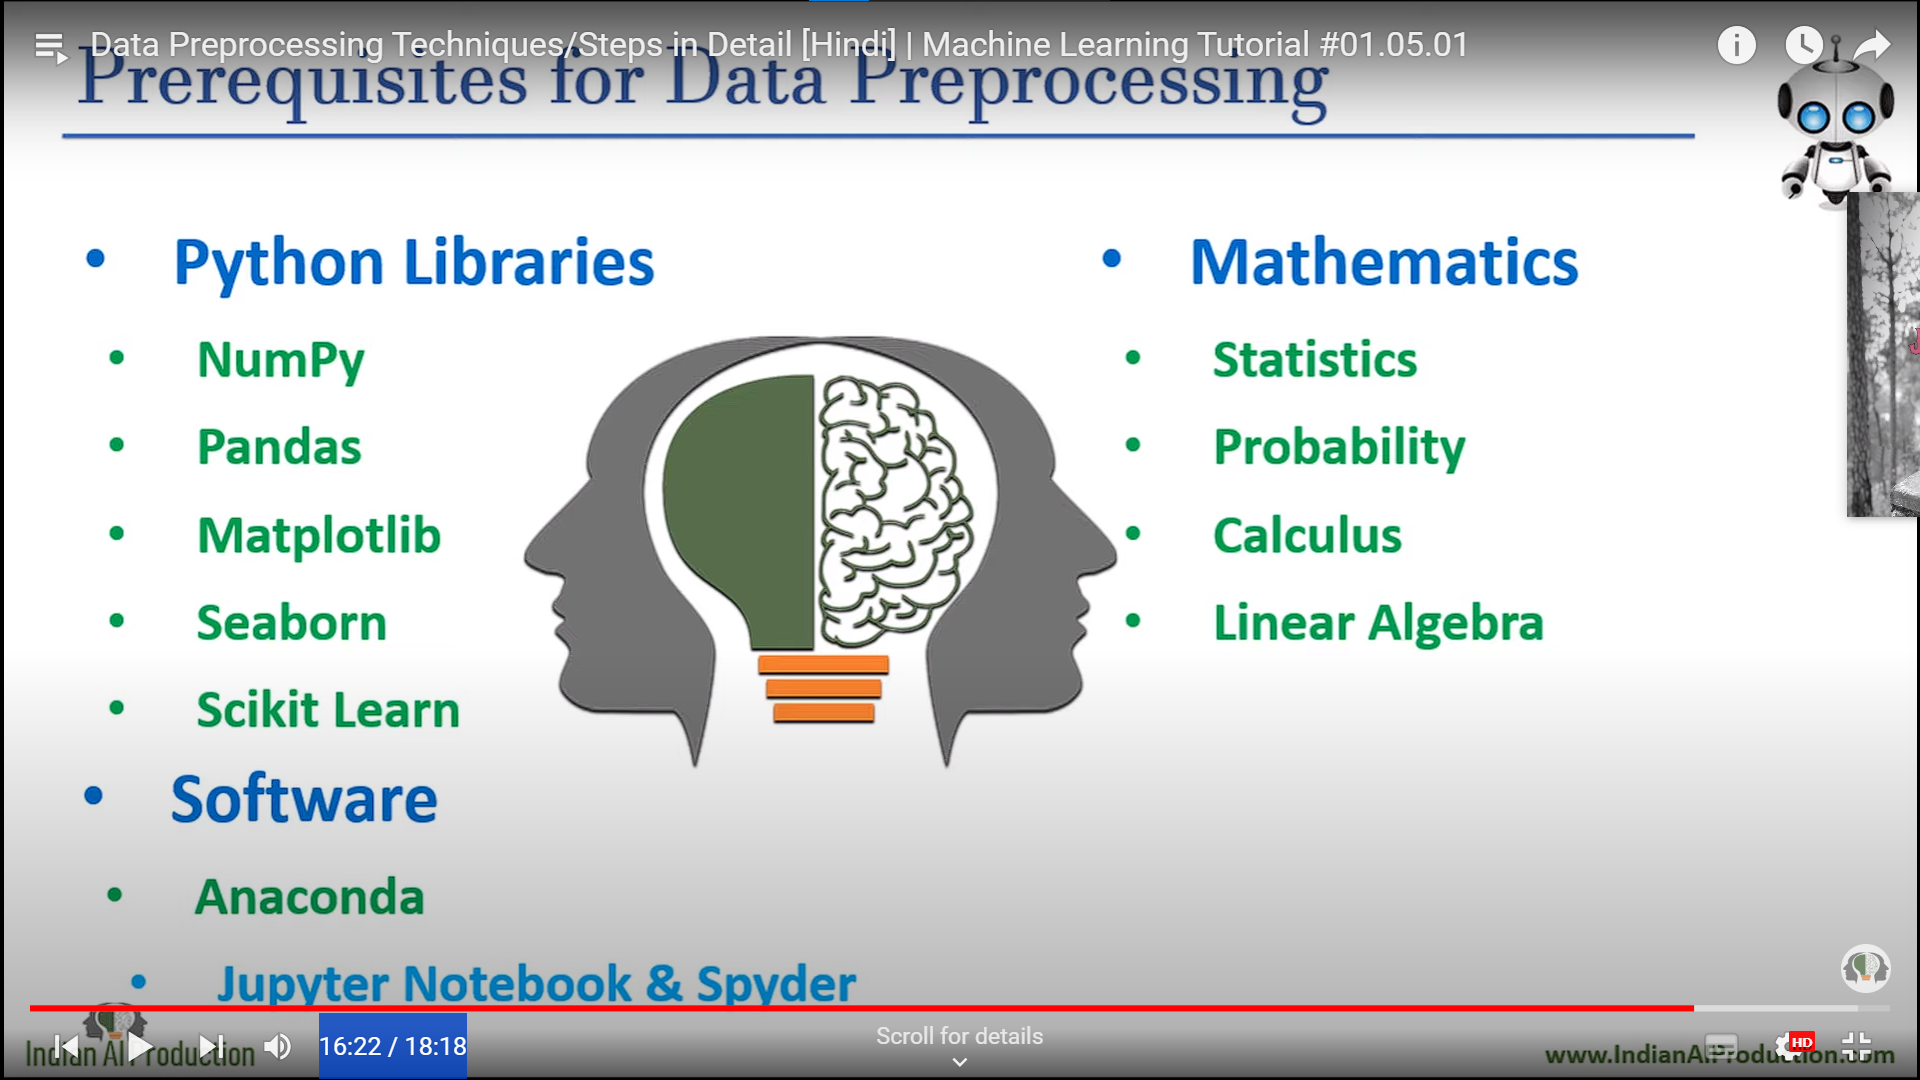 Data Preprocessing Techniques/Steps in Detail [Hindi] | Machine Learning Tutorial #01.05.01
Prerequisites for Data Preprocessing
• Python Libraries
• NumPy
• Pandas
• Matplotlib
• Seaborn
• Scikit Learn
• Software
• Anaconda
• Jupyter Notebook & Spyder
• Mathematics
• Statistics
• Probability
• Calculus
• Linear Algebra
16:22 / 18:18
Scroll for details
HD
Indian AI Production
www.IndianAIProduction.com